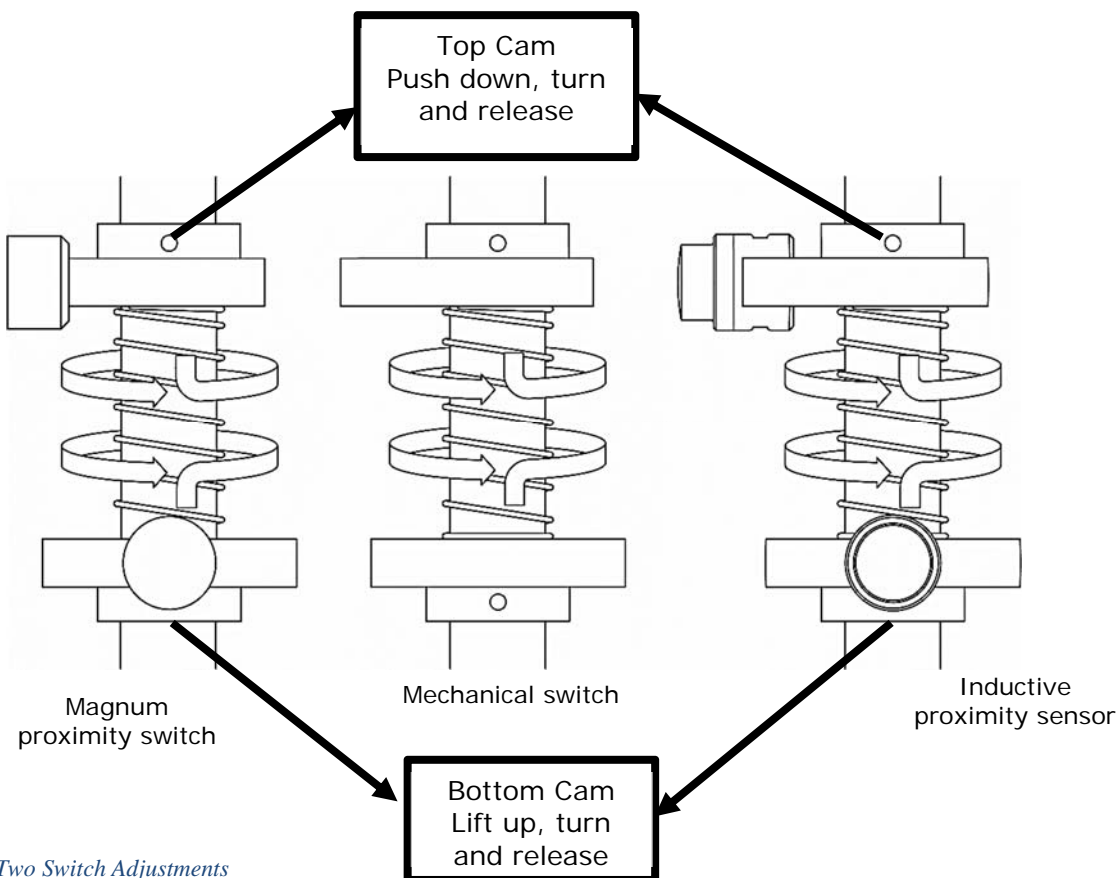 Top Cam
Push down, turn
and release
Magnum
proximity switch
Mechanical switch
Inductive
proximity sensor
Bottom Cam
Lift up, turn
and release
Two Switch Adjustments